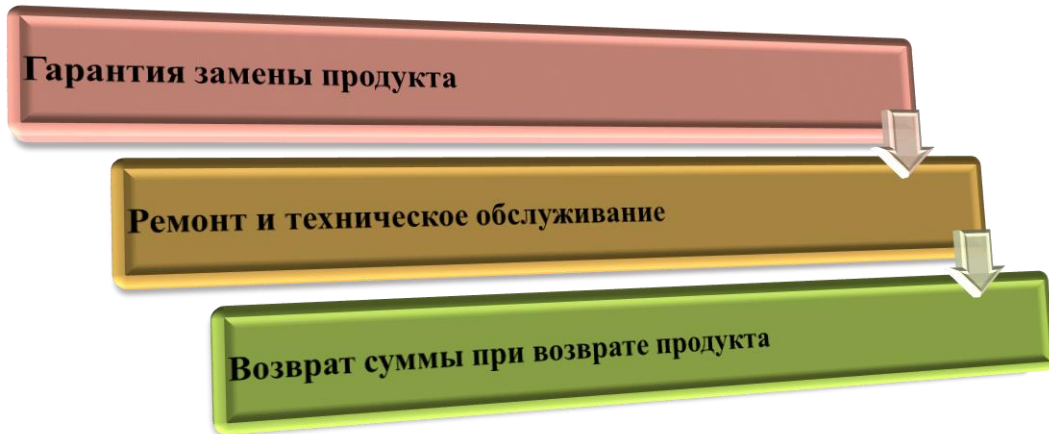 Гарантия замены продукта
Ремонт и техническое обслуживание
Возврат суммы при возврате продукта